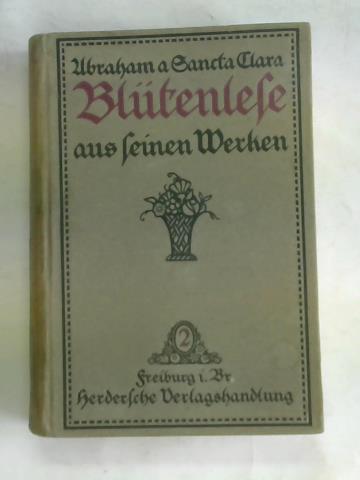 Abraham a Sancta Clara
Blütenlese
aus seinen Werken
2
Freiburg i. Br
Herdersche Verlagshandlung